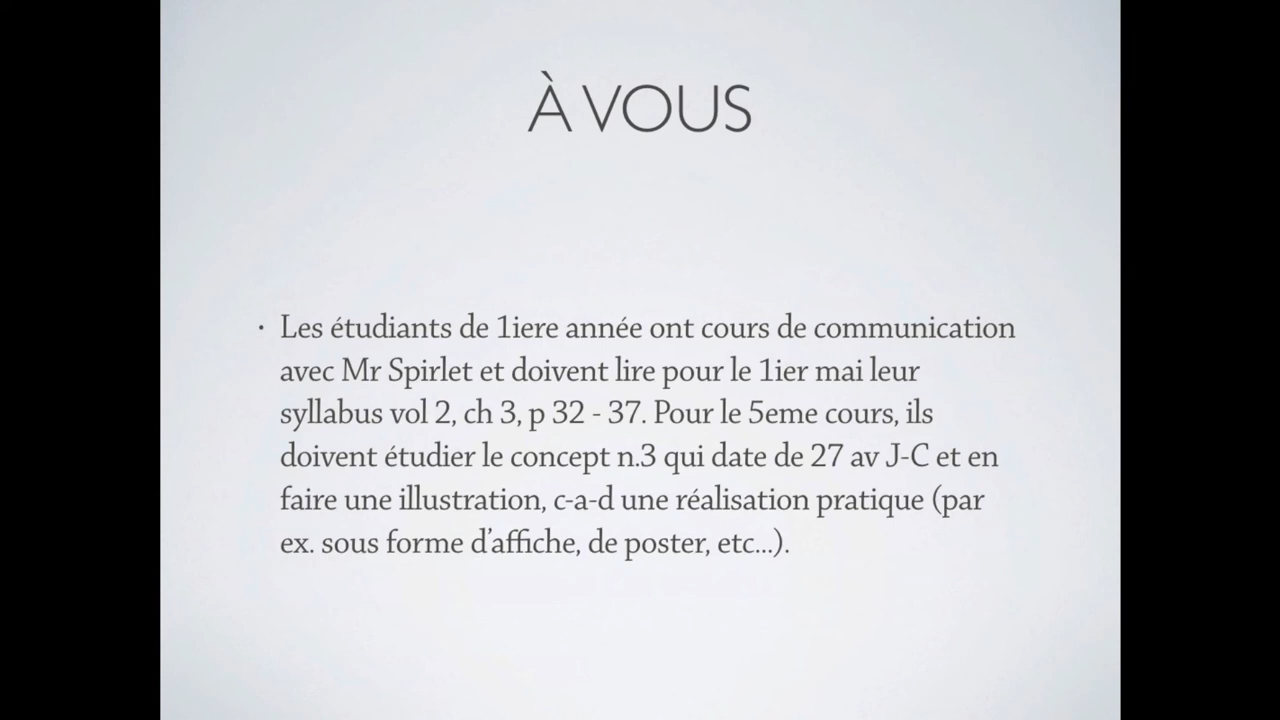 À VOUS
• Les étudiants de 1iere année ont cours de communication
avec Mr Spirlet et doivent lire pour le 1ier mai leur
syllabus vol 2, ch 3, p 32 - 37. Pour le 5eme cours, ils
doivent étudier le concept n.3 qui date de 27 av J-C et en
faire une illustration, c-a-d une réalisation pratique (par
ex. sous forme d’affiche, de poster, etc...).